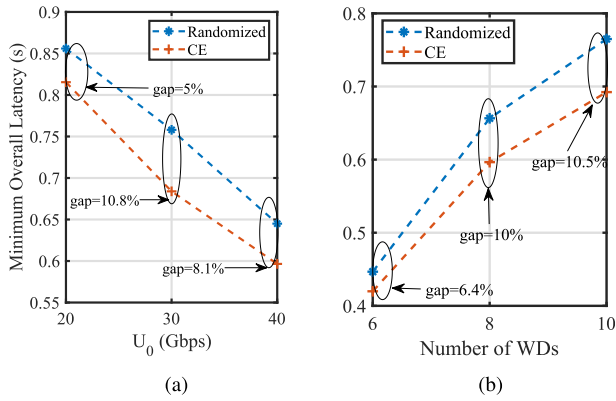 0.9
0.85
0.8
0.75
0.7
0.65
0.6
0.55
Minimum Overall Latency (s)
Randomized
CE
gap=5%
gap=10.8%
gap=8.1%
20
30
40
U0 (Gbps)
(a)
0.8
0.7
0.6
0.5
0.4
Randomized
CE
gap=10.5%
gap=10%
gap=6.4%
6
8
10
Number of WDs
(b)